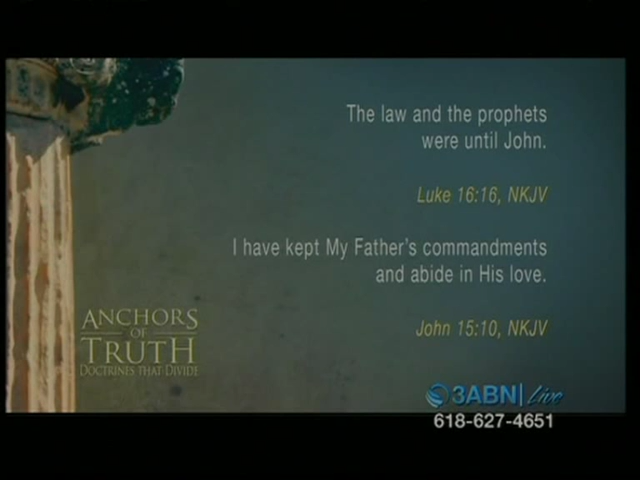 The law and the prophets
were until John.
Luke 16:16, NKJV
I have kept My Father's commandments
and abide in His love.
John 15:10, NKJV
ANCHORS
OF
TRUTH
DOCTRINES THAT DIVIDE
3ABN Live
618-627-4651